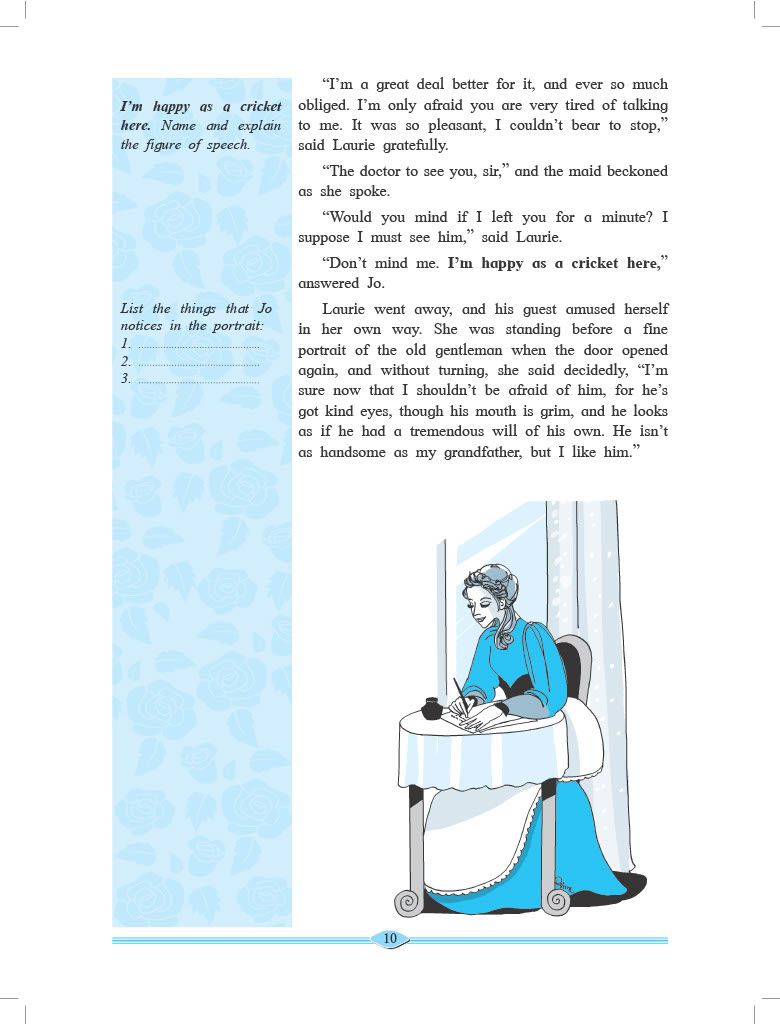 I'm happy as a cricket
here. Name and explain
the figure of speech.
List the things that Jo
notices in the portrait:
1. ..........................................
2. ..........................................
3. ..........................................
“I'm a great deal better for it, and ever so much
obliged. I'm only afraid you are very tired of talking
to me. It was so pleasant, I couldn't bear to stop,”
said Laurie gratefully.
“The doctor to see you, sir,” and the maid beckoned
as she spoke.
“Would you mind if I left you for a minute? I
suppose I must see him,” said Laurie.
“Don't mind me. I'm happy as a cricket here,”
answered Jo.
Laurie went away, and his guest amused herself
in her own way. She was standing before a fine
portrait of the old gentleman when the door opened
again, and without turning, she said decidedly, “I'm
sure now that I shouldn't be afraid of him, for he's
got kind eyes, though his mouth is grim, and he looks
as if he had a tremendous will of his own. He isn't
as handsome as my grandfather, but I like him.”
10